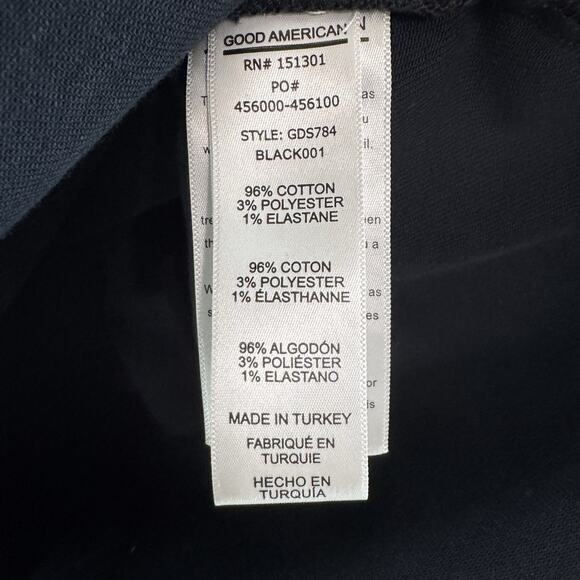 GOOD AMERICAN
RN# 151301
PO#
456000-456100
STYLE: GDS784
BLACK001
96% COTTON
3% POLYESTER
1% ELASTANE
96% COTON
3% POLYESTER
1% ÉLASTHANNE
96% ALGODÓN
3% POLIÉSTER
1% ELASTANO
MADE IN TURKEY
FABRIQUÉ EN
TURQUIE
HECHO EN
TURQUÍA